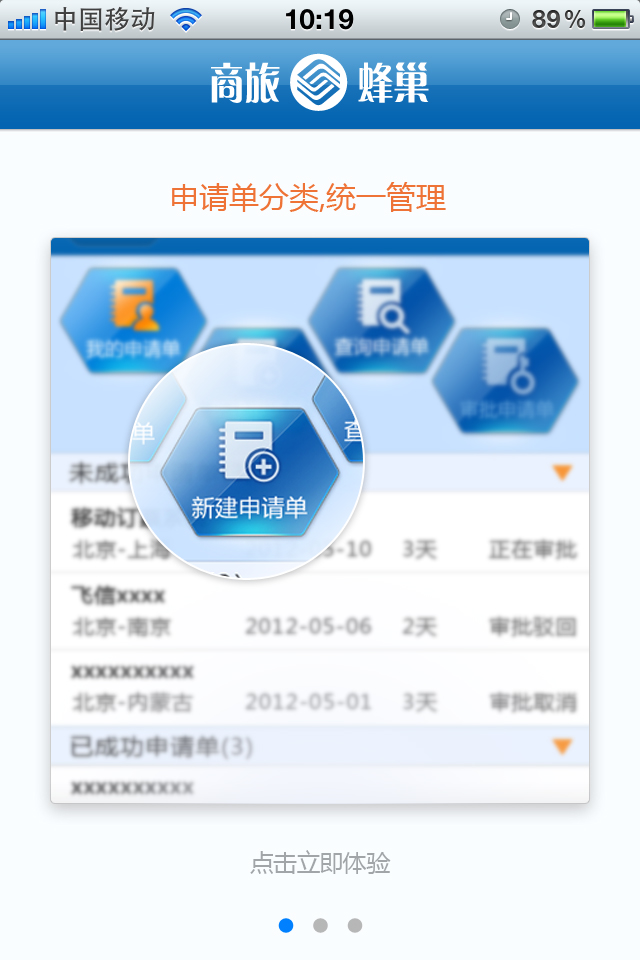 中国移动 10:19 89%
商旅 蜂巢
申请单分类,统一管理
我的申请单 查询申请单
审批申请单
单 查
新建申请单
未成
移动订
北京-上海 2012-05-10 3天 正在审批
飞信xxxx
北京-南京 2012-05-06 2天 审批驳回
xxxxxxxxxx
北京-内蒙古 2012-05-01 3天 审批取消
已成功申请单(3)
xxxxxxxxxx
点击立即体验